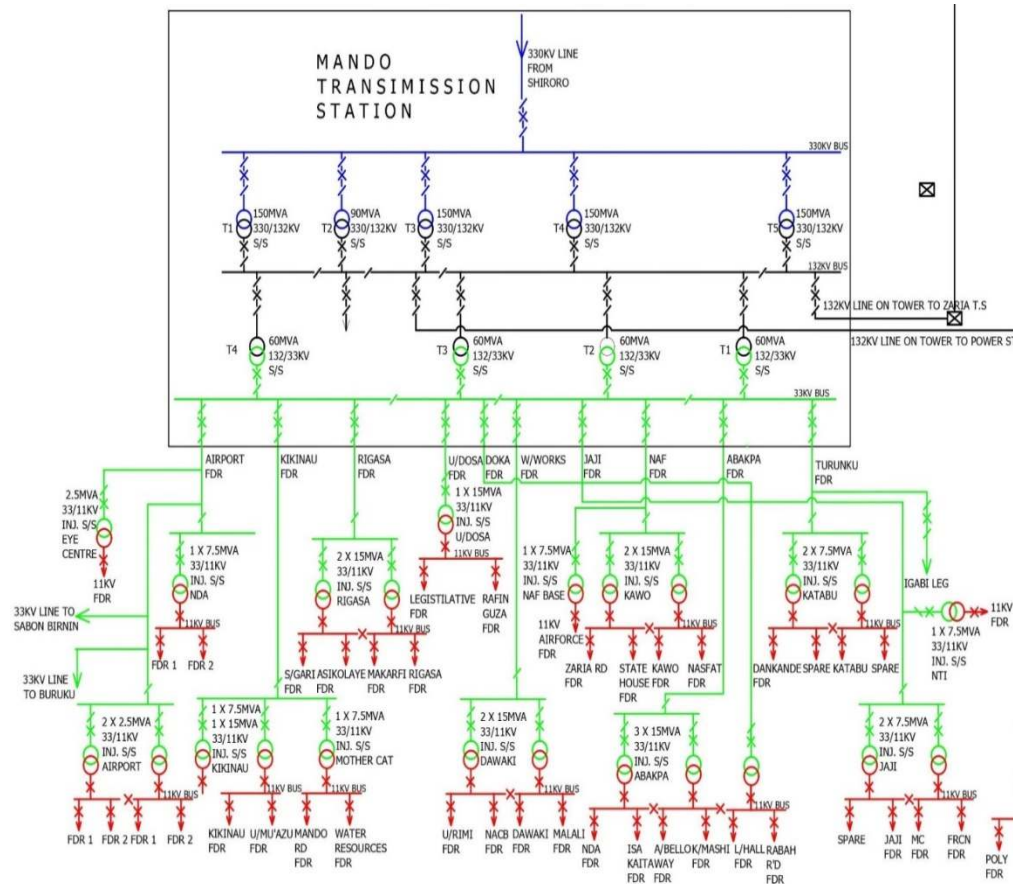 MANDO
TRANSIMISSION
STATION
330KV LINE
FROM
SHIRORO
330KV BUS
T1
150MVA
330/132KV
S/S
T2
90MVA
330/132KV
S/S
T3
150MVA
330/132KV
S/S
T4
150MVA
330/132KV
S/S
T5
150MVA
330/132KV
S/S
132KV BUS
132KV LINE ON TOWER TO ZARIA T.S
132KV LINE ON TOWER TO POWER ST
T4
60MVA
132/33KV
S/S
T3
60MVA
132/33KV
S/S
T2
60MVA
132/33KV
S/S
T1
60MVA
132/33KV
S/S
33KV BUS
AIRPORT
FDR
KIKINAU
FDR
RIGASA
FDR
U/DOSA
FDR
DOKA
FDR
W/WORKS
FDR
JAJI
FDR
NAF
FDR
ABAKPA
FDR
TURUNKU
FDR
2.5MVA
33/11KV
INJ. S/S
EYE
CENTRE
11KV
FDR
1 X 7.5MVA
33/11KV
INJ. S/S
NDA
11KV BUS
FDR 1
FDR 2
33KV LINE TO
SABON BIRNIN
33KV LINE
TO BURUKU
2 X 15MVA
33/11KV
INJ. S/S
RIGASA
11KV BUS
S/GARI
FDR
ASIKOLAYE
FDR
MAKARFI
FDR
RIGASA
FDR
1 X 15MVA
33/11KV
INJ. S/S
U/DOSA
11KV BUS
LEGISTILATIVE
FDR
RAFIN
GUZA
FDR
1 X 7.5MVA
33/11KV
INJ. S/S
NAF BASE
11KV
AIRFORCE
FDR
2 X 15MVA
33/11KV
INJ. S/S
KAWO
11KV BUS
ZARIA RD
FDR
STATE
HOUSE
FDR
KAWO
FDR
NASFAT
FDR
2 X 7.5MVA
33/11KV
INJ. S/S
KATABU
11KV BUS
DANKANDE
FDR
SPARE
KATABU
SPARE
IGABI LEG
11KV
FDR
1 X 7.5MVA
33/11KV
INJ. S/S
NTI
2 X 2.5MVA
33/11KV
INJ. S/S
AIRPORT
11KV BUS
FDR 1
FDR 2
FDR 1
FDR 2
1 X 7.5MVA
1 X 15MVA
33/11KV
INJ. S/S
KIKINAU
11KV BUS
KIKINAU
FDR
U/MU'AZU
FDR
1 X 7.5MVA
33/11KV
INJ. S/S
MOTHER CAT
MANDO
RD
FDR
WATER
RESOURCES
FDR
2 X 15MVA
33/11KV
INJ. S/S
DAWAKI
11KV BUS
U/RIMI
FDR
NACB
FDR
DAWAKI
FDR
MALALI
FDR
3 X 15MVA
33/11KV
INJ. S/S
ABAKPA
11KV BUS
NDA
FDR
ISA
KAITA
FDR
A/BELLO
WAY
FDR
K/MASHI
FDR
L/HALL
FDR
RABAH
R'D
FDR
2 X 7.5MVA
33/11KV
INJ. S/S
JAJI
11KV BUS
SPARE
JAJI
FDR
MC
FDR
FRCN
FDR
POLY
FDR